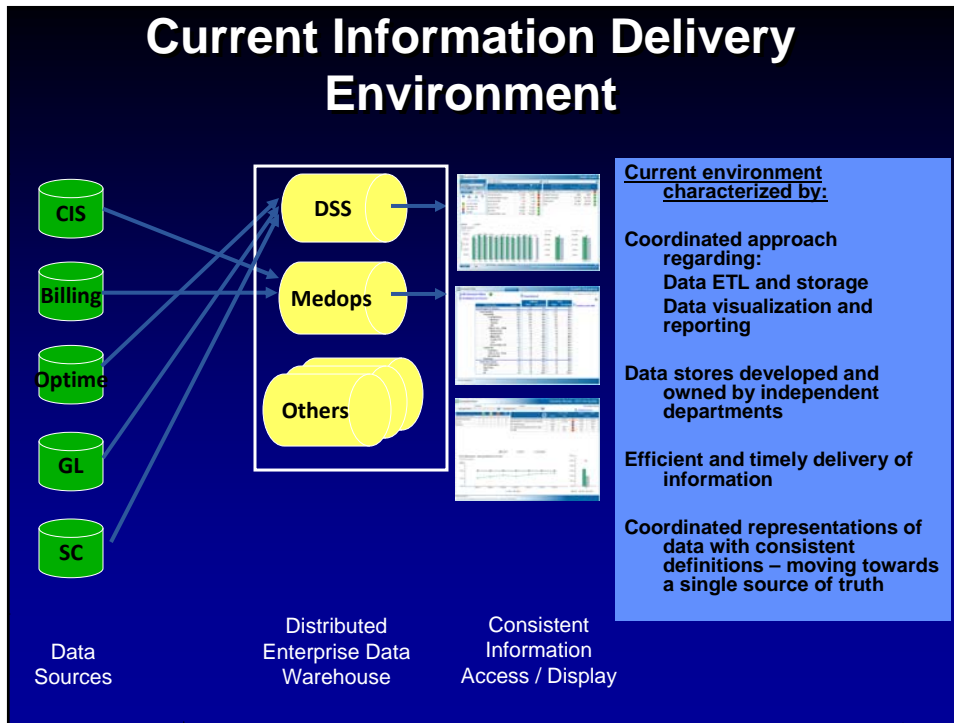 Current Information Delivery
Environment
CIS
Billing
Optime
GL
SC
DSS
Medops
Others
Current environment
characterized by:
Coordinated approach
regarding:
Data ETL and storage
Data visualization and
reporting
Data stores developed and
owned by independent
departments
Efficient and timely delivery of
information
Coordinated representations of
data with consistent
definitions – moving towards
a single source of truth
Data
Sources
Distributed
Enterprise Data
Warehouse
Consistent
Information
Access / Display